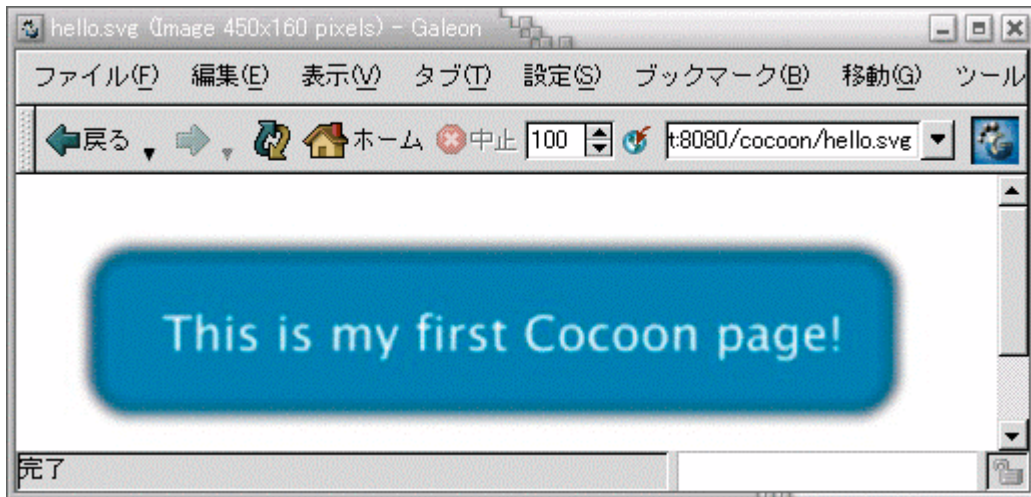 hello.svg (Image 450x160 pixels) - Galeon
ファイル(F) 編集(E) 表示(V) タブ(T) 設定(S) ブックマーク(B) 移動(G) ツール
戻る ホーム 中止 100 t:8080/cocoon/hello.svg
This is my first Cocoon page!
完了